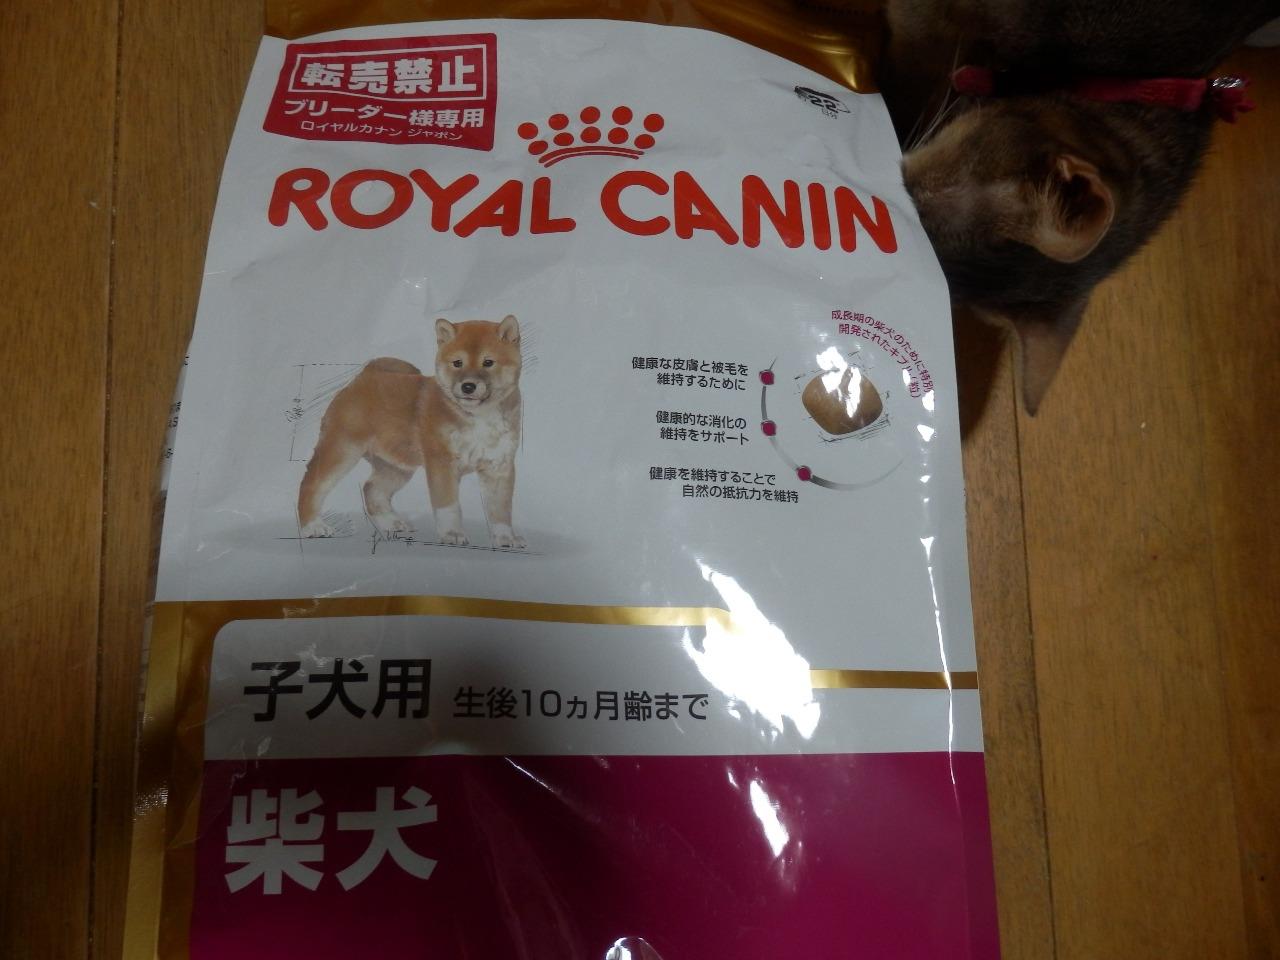 転売禁止
ブリーダー様専用
ロイヤルカナン ジャポン
22
ROYAL CANIN
成長期の柴犬のために特別
開発されたキブル(粒)
健康な皮膚と被毛を
維持するために
健康的な消化の
維持をサポート
健康を維持することで
自然の抵抗力を維持
子犬用 生後10ヵ月齢まで
柴犬